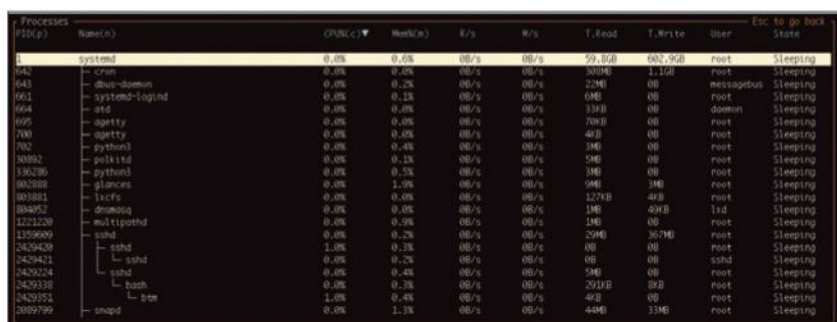 Processes Esc to go back
PID(p) Name(n) CPU%(c)▼ Mem%(m) R/s W/s T.Read T.Write User State
1 systemd 0.0% 0.6% 0B/s 0B/s 59.8GB 602.9GB root Sleeping
642 ├─ cron 0.0% 0.0% 0B/s 0B/s 308MB 1.1GB root Sleeping
643 ├─ dbus-daemon 0.0% 0.2% 0B/s 0B/s 22MB 0B messagebus Sleeping
661 ├─ systemd-logind 0.0% 0.1% 0B/s 0B/s 6MB 0B root Sleeping
664 ├─ atd 0.0% 0.0% 0B/s 0B/s 33KB 0B daemon Sleeping
695 ├─ agetty 0.0% 0.0% 0B/s 0B/s 70KB 0B root Sleeping
700 ├─ agetty 0.0% 0.0% 0B/s 0B/s 4KB 0B root Sleeping
702 ├─ python3 0.0% 0.2% 0B/s 0B/s 3MB 0B root Sleeping
30892 ├─ polkitd 0.0% 0.1% 0B/s 0B/s 5MB 0B root Sleeping
336286 ├─ python3 0.0% 0.5% 0B/s 0B/s 3MB 0B root Sleeping
802888 ├─ glances 0.0% 1.9% 0B/s 0B/s 9MB 3MB root Sleeping
803881 ├─ lxcfs 0.0% 0.0% 0B/s 0B/s 127KB 4KB root Sleeping
804052 ├─ dnsmasq 0.0% 0.0% 0B/s 0B/s 1MB 49KB lxd Sleeping
1221220 ├─ multipathd 0.0% 0.9% 0B/s 0B/s 1MB 0B root Sleeping
1359609 ├─ sshd 0.0% 0.2% 0B/s 0B/s 29MB 367MB root Sleeping
2429420 │ ├─ sshd 1.0% 0.3% 0B/s 0B/s 0B 0B root Sleeping
2429421 │ │ └─ sshd 0.0% 0.2% 0B/s 0B/s 0B 0B sshd Sleeping
2429224 │ └─ sshd 0.0% 0.4% 0B/s 0B/s 5MB 0B root Sleeping
2429338 │ └─ bash 0.0% 0.3% 0B/s 0B/s 291KB 8KB root Sleeping
2429351 │ └─ btm 1.0% 0.4% 0B/s 0B/s 4KB 0B root Sleeping
2089799 ├─ snapd 0.0% 1.3% 0B/s 0B/s 44MB 33MB root Sleeping